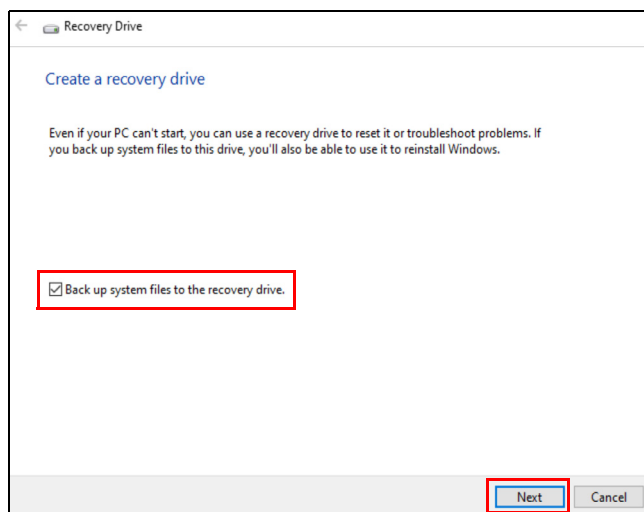 Recovery Drive
Create a recovery drive
Even if your PC can't start, you can use a recovery drive to reset it or troubleshoot problems. If
you back up system files to this drive, you'll also be able to use it to reinstall Windows.
Back up system files to the recovery drive.
Next
Cancel